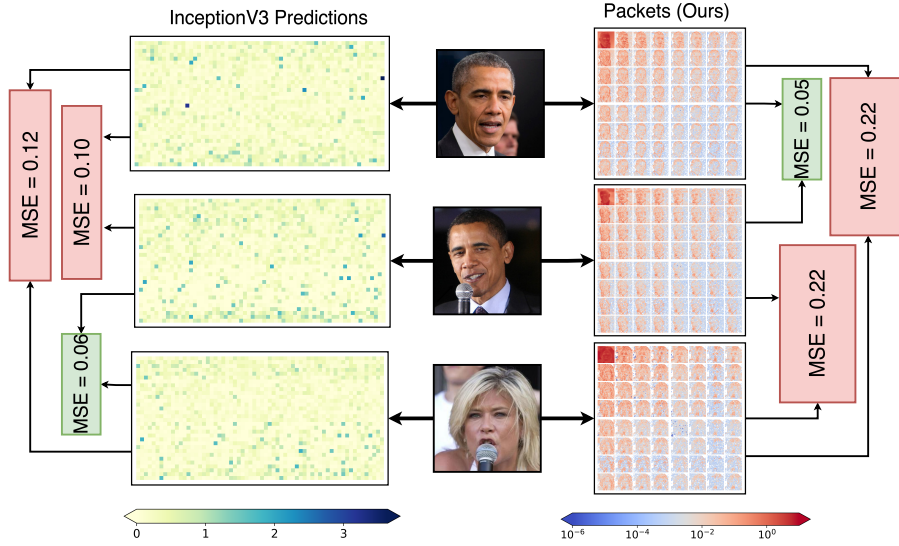 InceptionV3 Predictions
Packets (Ours)
MSE = 0.12
MSE = 0.10
MSE = 0.06
MSE = 0.05
MSE = 0.22
MSE = 0.22
0 1 2 3
10⁻⁶ 10⁻⁴ 10⁻² 10⁰